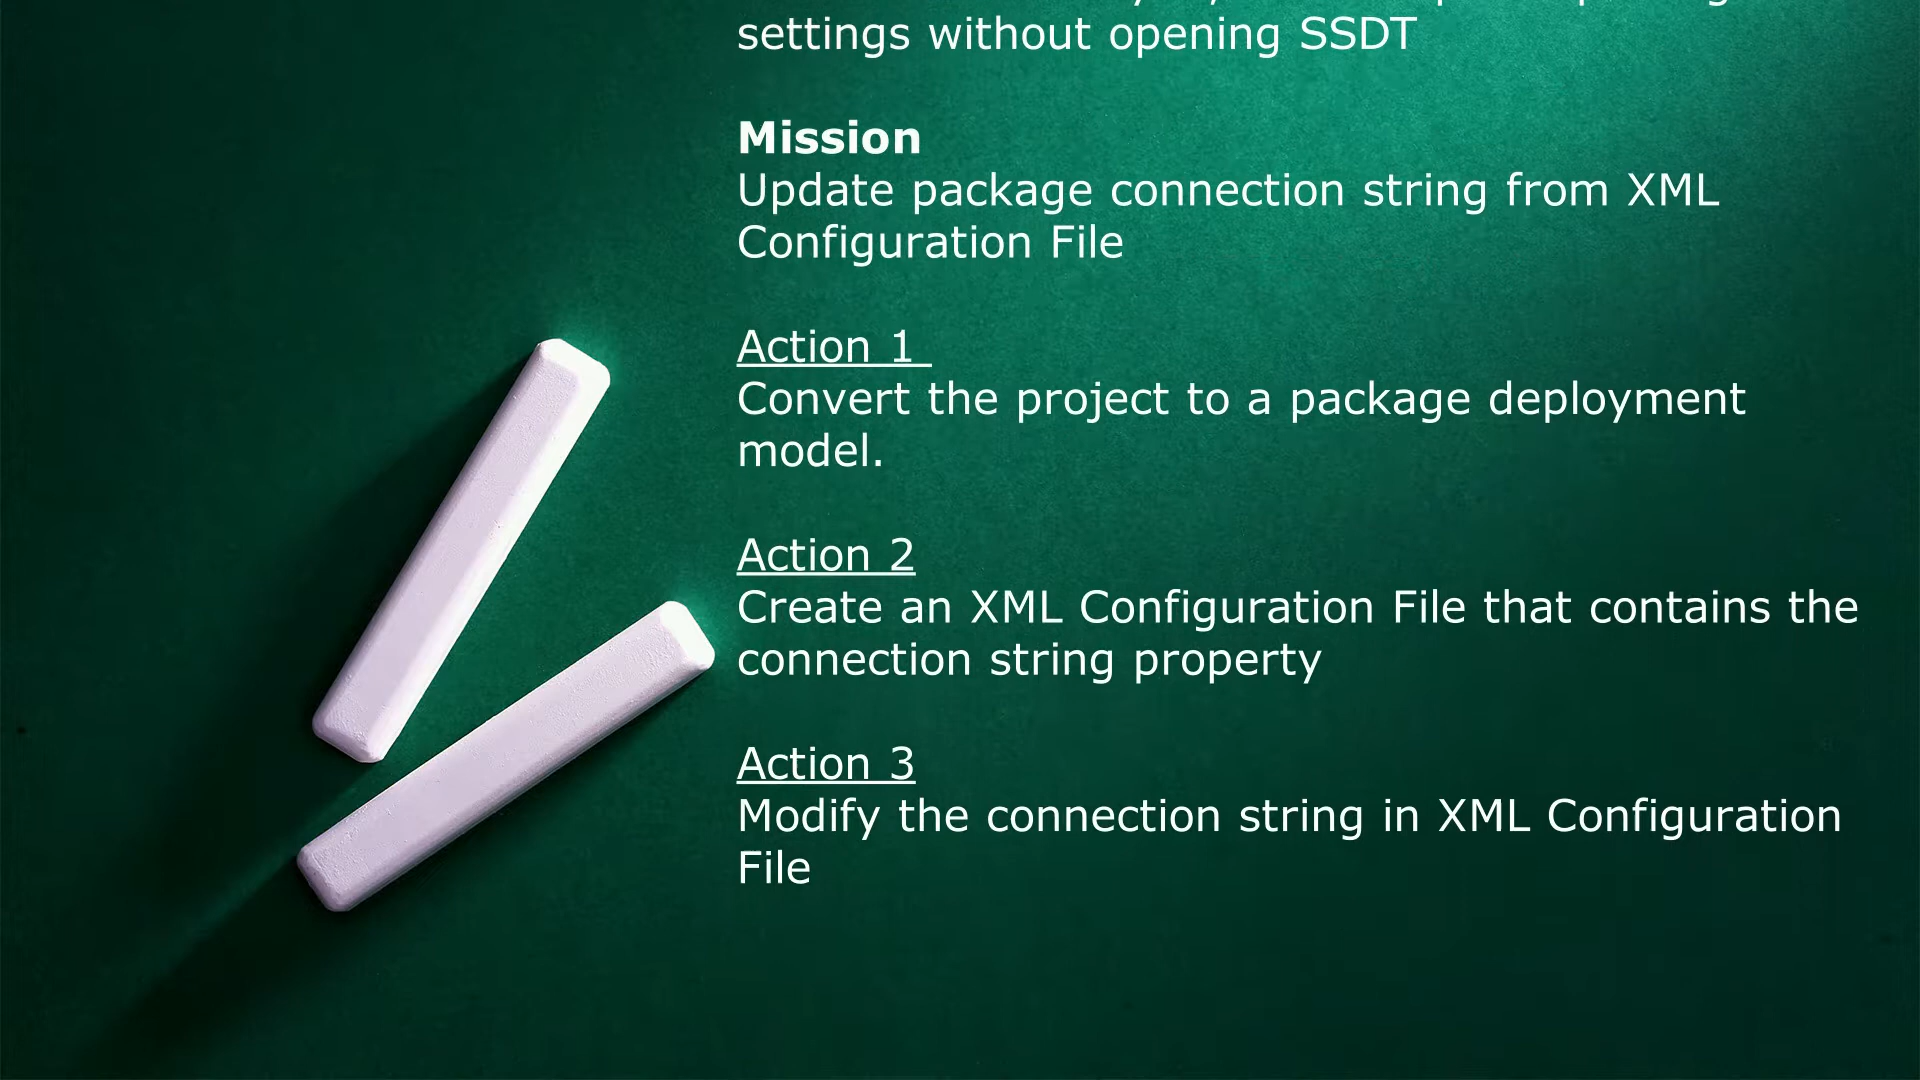 settings without opening SSDT
Mission
Update package connection string from XML
Configuration File
Action 1
Convert the project to a package deployment
model.
Action 2
Create an XML Configuration File that contains the
connection string property
Action 3
Modify the connection string in XML Configuration
File